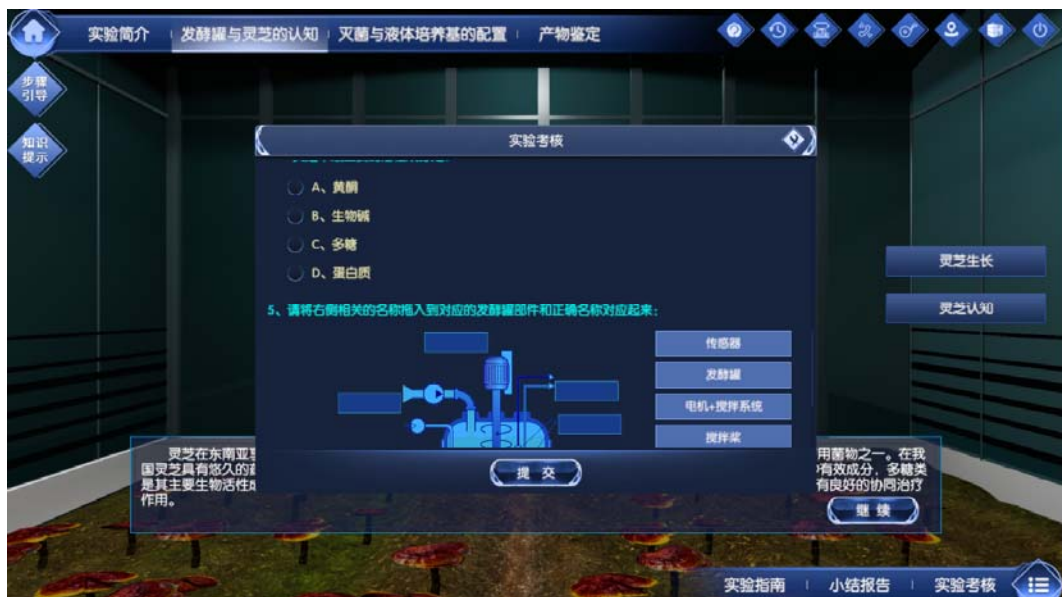 实验简介
发酵罐与灵芝的认知
灭菌与液体培养基的配置
产物鉴定
步骤
引导
知识
提示
实验考核
A、黄酮
B、生物碱
C、多糖
D、蛋白质
5、请将右侧相关的名称拖入到对应的发酵罐部件和正确名称对应起来：
传感器
发酵罐
电机+搅拌系统
搅拌桨
提 交
灵芝生长
灵芝认知
灵芝在东南亚
用菌物之一。在我
国灵芝具有悠久的
有效成分，多糖类
是其主要生物活性
有良好的协同治疗
作用。
继 续
实验指南
小结报告
实验考核